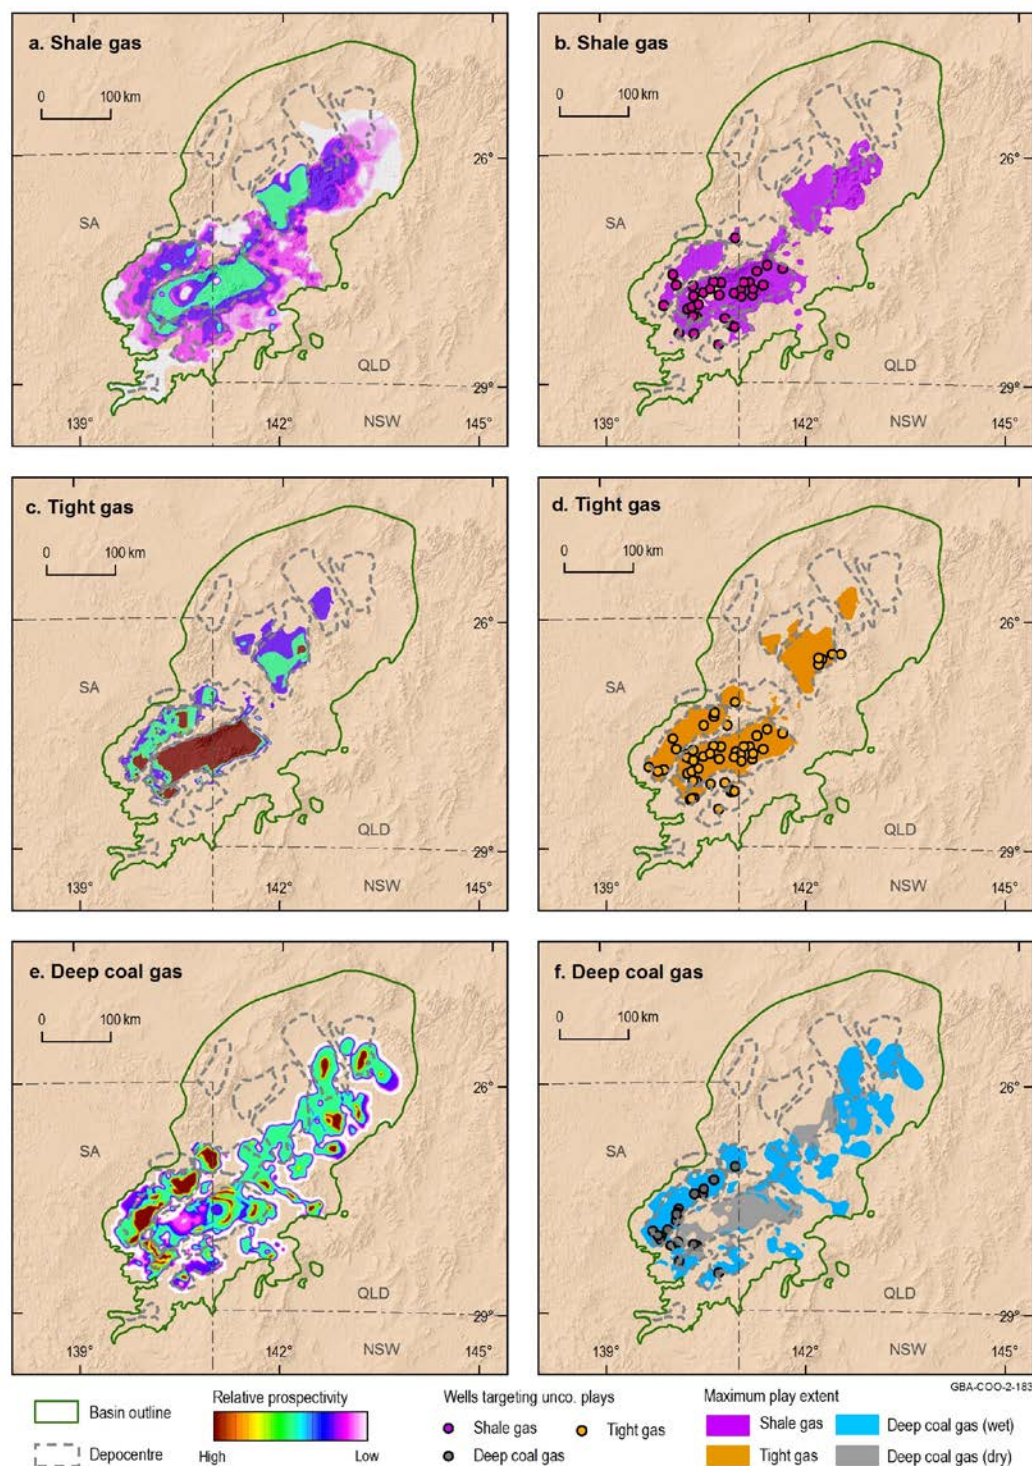 a. Shale gas
0 100 km
26°
SA
QLD
29°
139° 142° NSW 145°
b. Shale gas
0 100 km
26°
SA
QLD
29°
139° 142° NSW 145°
c. Tight gas
0 100 km
26°
SA
QLD
29°
139° 142° NSW 145°
d. Tight gas
0 100 km
26°
SA
QLD
29°
139° 142° NSW 145°
e. Deep coal gas
0 100 km
26°
SA
QLD
29°
139° 142° NSW 145°
f. Deep coal gas
0 100 km
26°
SA
QLD
29°
139° 142° NSW 145°
GBA-COO-2-183
Basin outline
Depocentre
Relative prospectivity
High Low
Wells targeting unco. plays
Shale gas Tight gas
Deep coal gas
Maximum play extent
Shale gas Deep coal gas (wet)
Tight gas Deep coal gas (dry)